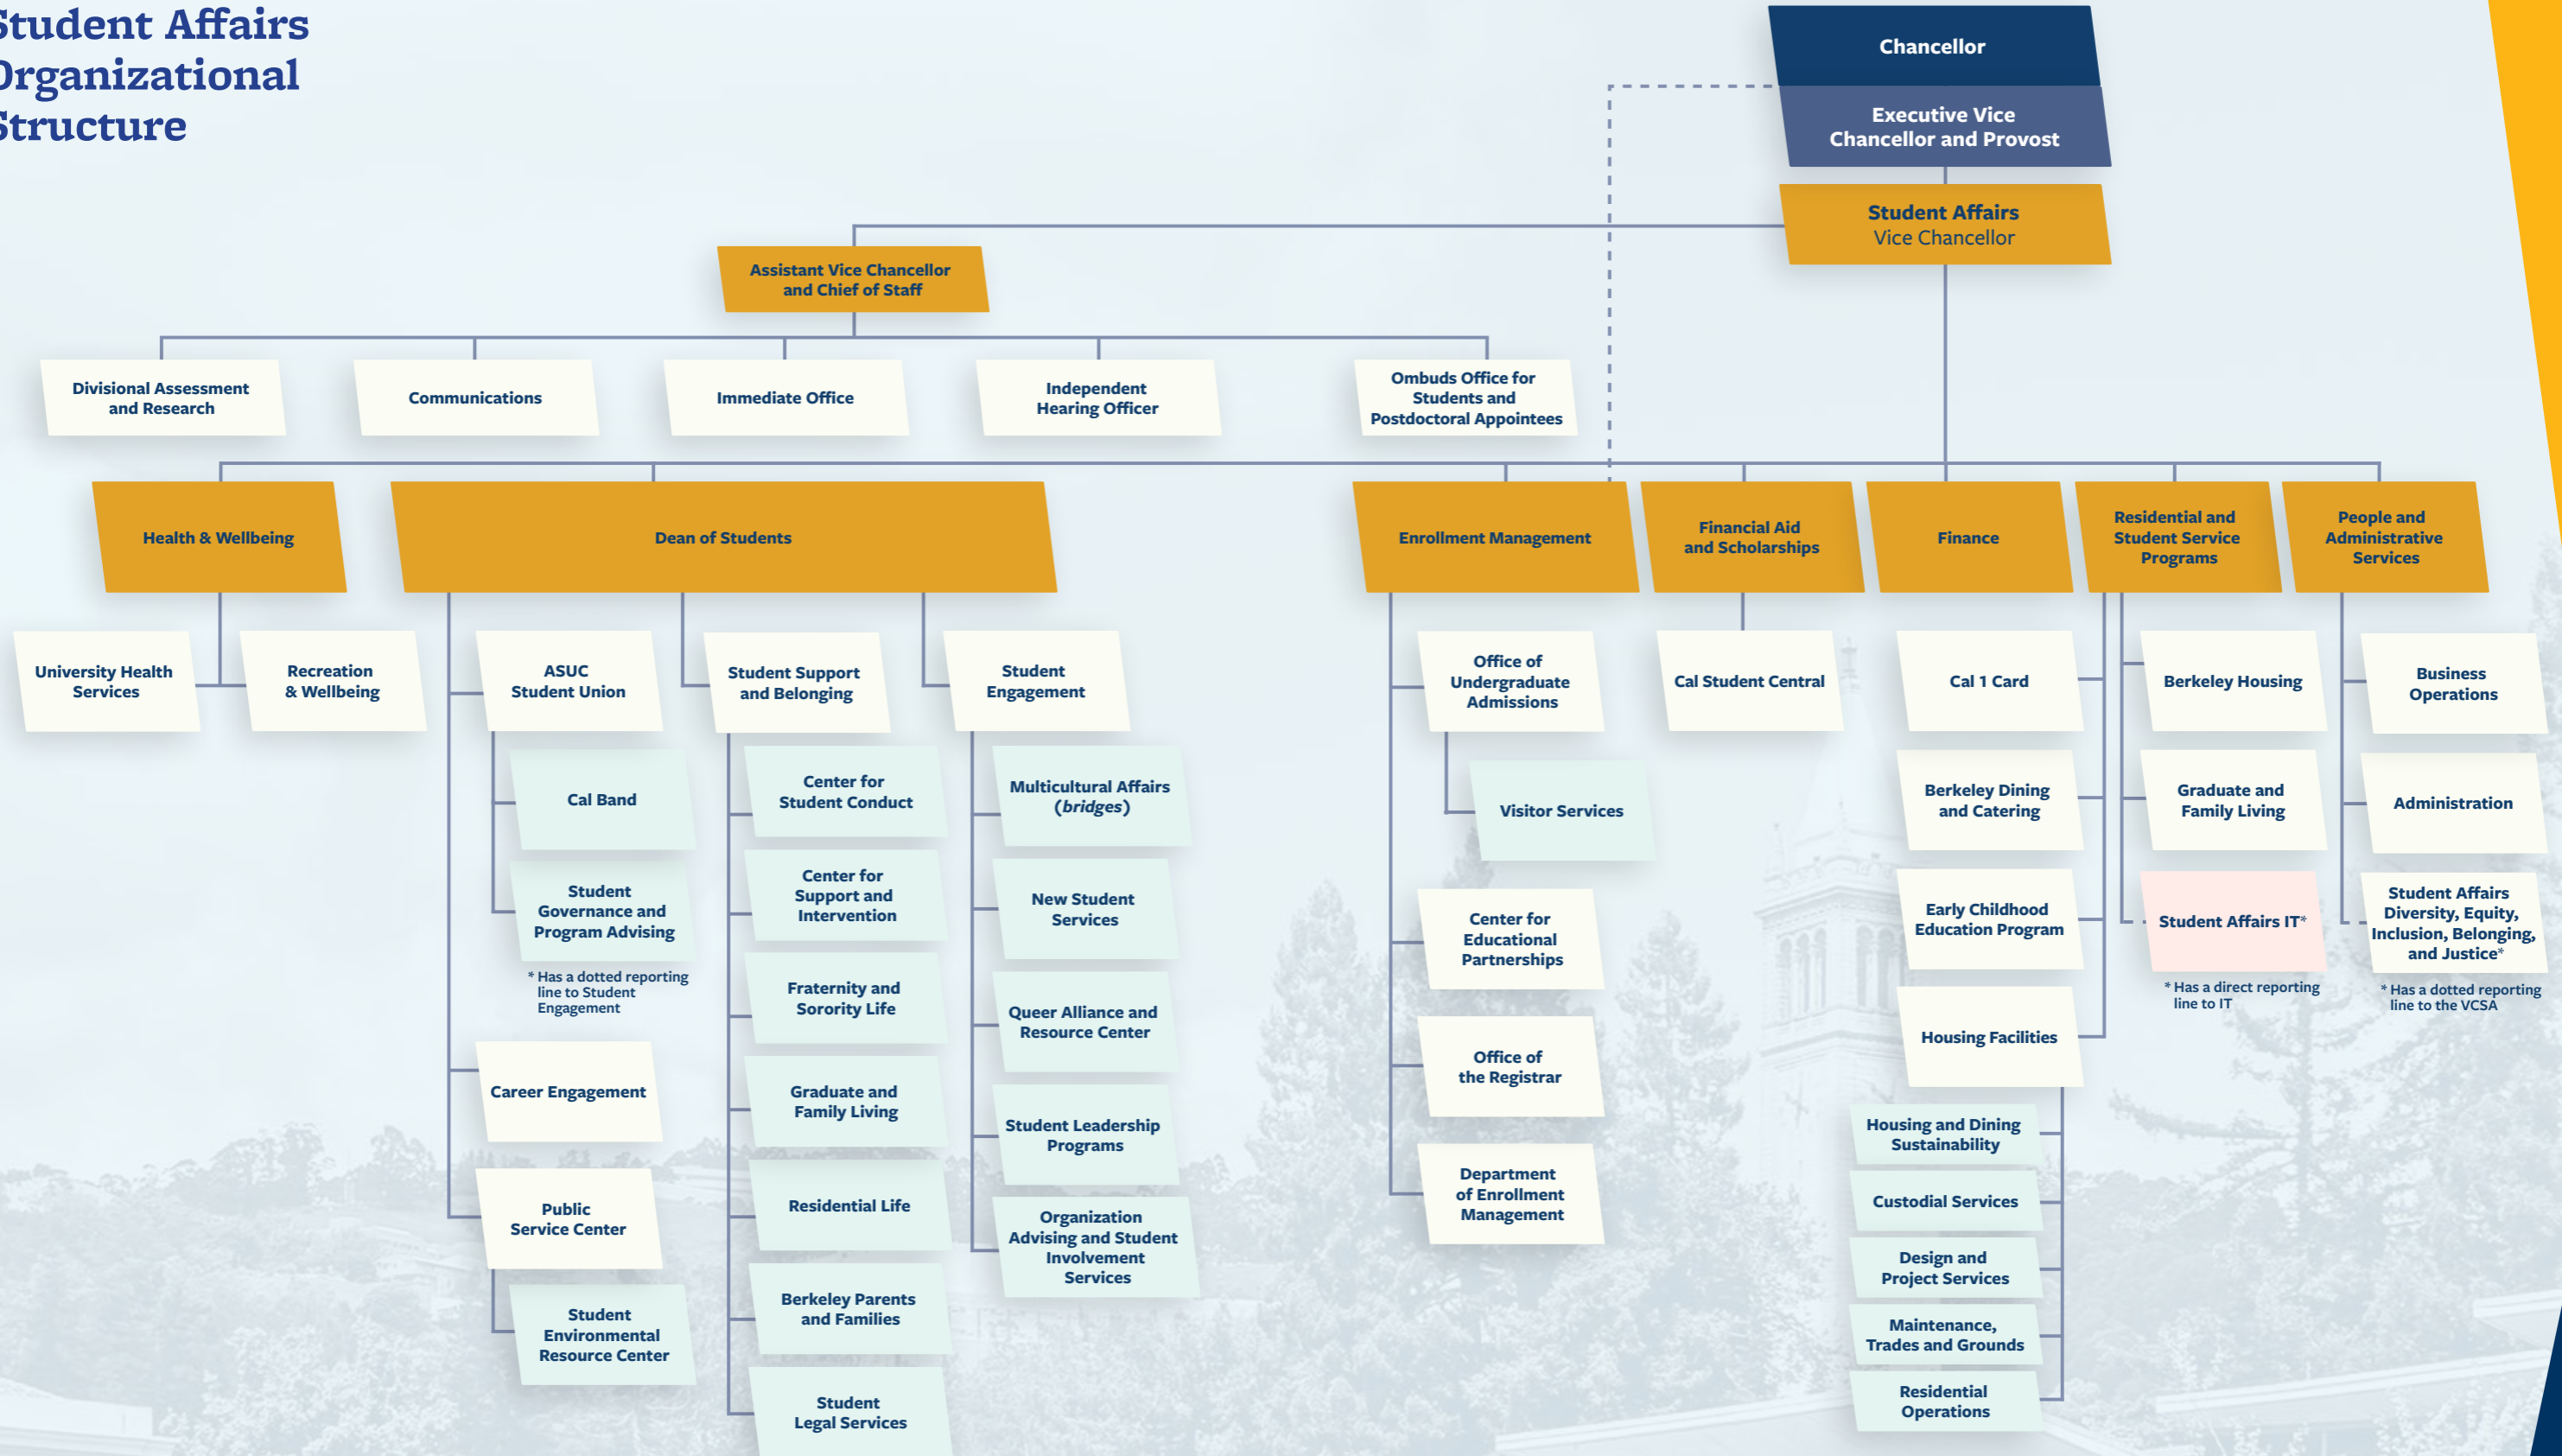 Student Affairs
Organizational
Structure
Chancellor
Executive Vice
Chancellor and Provost
Student Affairs
Vice Chancellor
Assistant Vice Chancellor
and Chief of Staff
Divisional Assessment
and Research
Communications
Immediate Office
Independent
Hearing Officer
Ombuds Office for
Students and
Postdoctoral Appointees
Health & Wellbeing
Dean of Students
Enrollment Management
Financial Aid
and Scholarships
Finance
Residential and
Student Service
Programs
People and
Administrative
Services
University Health
Services
Recreation
& Wellbeing
ASUC
Student Union
Cal Band
Student
Governance and
Program Advising
* Has a dotted reporting
line to Student
Engagement
Career Engagement
Public
Service Center
Student
Environmental
Resource Center
Student Support
and Belonging
Center for
Student Conduct
Center for
Support and
Intervention
Fraternity and
Sorority Life
Graduate and
Family Living
Residential Life
Berkeley Parents
and Families
Student
Legal Services
Student
Engagement
Multicultural Affairs
(bridges)
New Student
Services
Queer Alliance and
Resource Center
Student Leadership
Programs
Organization
Advising and Student
Involvement
Services
Office of
Undergraduate
Admissions
Visitor Services
Center for
Educational
Partnerships
Office of
the Registrar
Department
of Enrollment
Management
Cal Student Central
Cal 1 Card
Berkeley Dining
and Catering
Early Childhood
Education Program
Housing Facilities
Housing and Dining
Sustainability
Custodial Services
Design and
Project Services
Maintenance,
Trades and Grounds
Residential
Operations
Berkeley Housing
Graduate and
Family Living
Student Affairs IT*
* Has a direct reporting
line to IT
Business
Operations
Administration
Student Affairs
Diversity, Equity,
Inclusion, Belonging,
and Justice*
* Has a dotted reporting
line to the VCSA